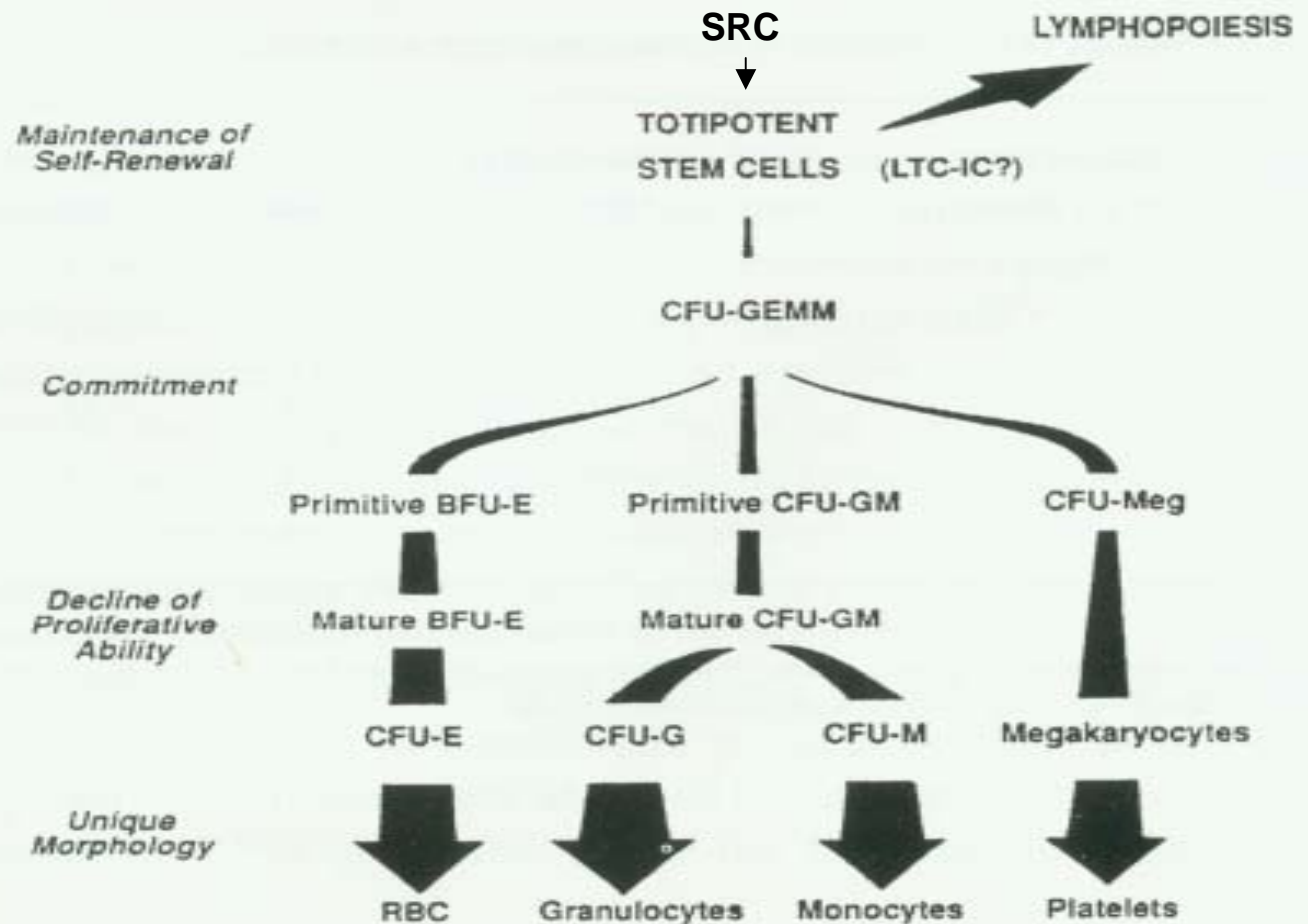 SRC
LYMPHOPOIESIS
Maintenance of
Self-Renewal
TOTIPOTENT
STEM CELLS (LTC-IC?)
CFU-GEMM
Commitment
Primitive BFU-E Primitive CFU-GM CFU-Meg
Decline of
Proliferative
Ability
Mature BFU-E Mature CFU-GM
CFU-E CFU-G CFU-M Megakaryocytes
Unique
Morphology
RBC Granulocytes Monocytes Platelets